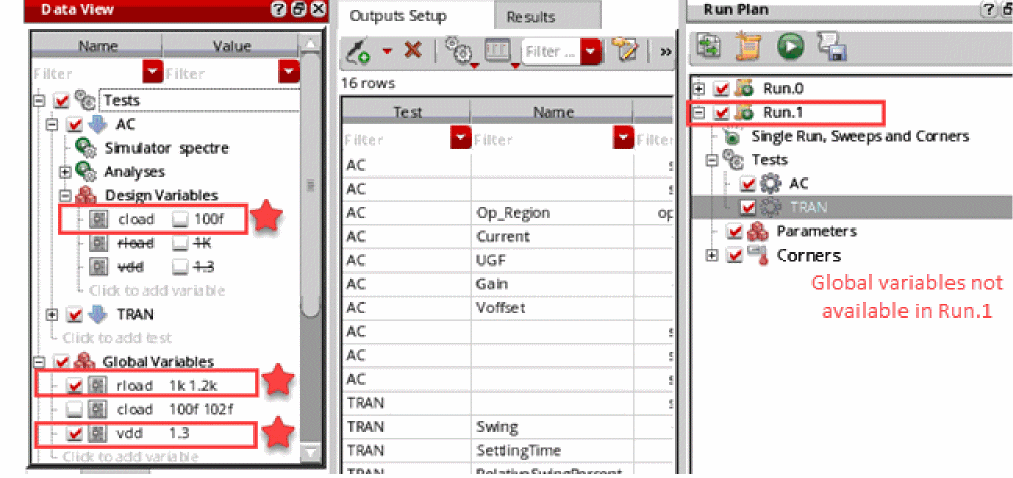 Data View
Name Value
Filter Filter
Tests
AC
Simulator spectre
Analyses
Design Variables
cload 100f
rload 1K
vdd 1.3
Click to add variable
TRAN
Click to add test
Global Variables
rload 1k 1.2k
cload 100f 102f
vdd 1.3
Click to add variable
Outputs Setup Results
Filter ... »
16 rows
Test Name
Filter Filter Filter
AC s
AC s
AC Op_Region op
AC Current
AC UGF
AC Gain
AC Voffset
AC s
AC s
AC s
TRAN s
TRAN Swing
TRAN SettlingTime
TRAN RelativeSwingPercent
Run Plan
Run.0
Run.1
Single Run, Sweeps and Corners
Tests
AC
TRAN
Parameters
Corners
Global variables not
available in Run.1